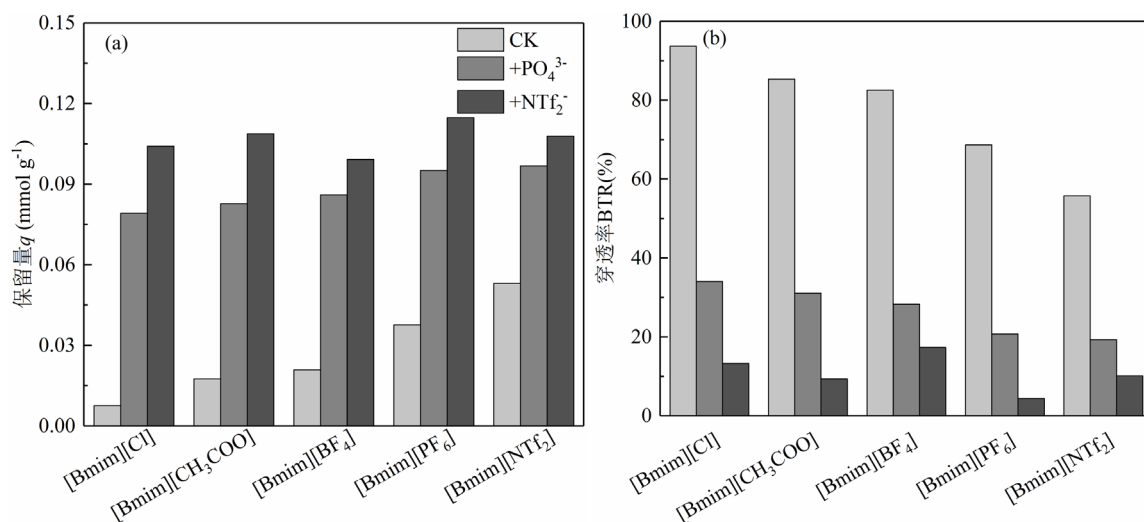 (a)
CK
+PO₄³⁻
+NTf₂⁻
保留量q (mmol g⁻¹)
0.15
0.12
0.09
0.06
0.03
0.00
[Bmim][Cl]
[Bmim][CH₃COO]
[Bmim][BF₄]
[Bmim][PF₆]
[Bmim][NTf₂]
(b)
穿透率BTR(%)
100
80
60
40
20
0
[Bmim][Cl]
[Bmim][CH₃COO]
[Bmim][BF₄]
[Bmim][PF₆]
[Bmim][NTf₂]